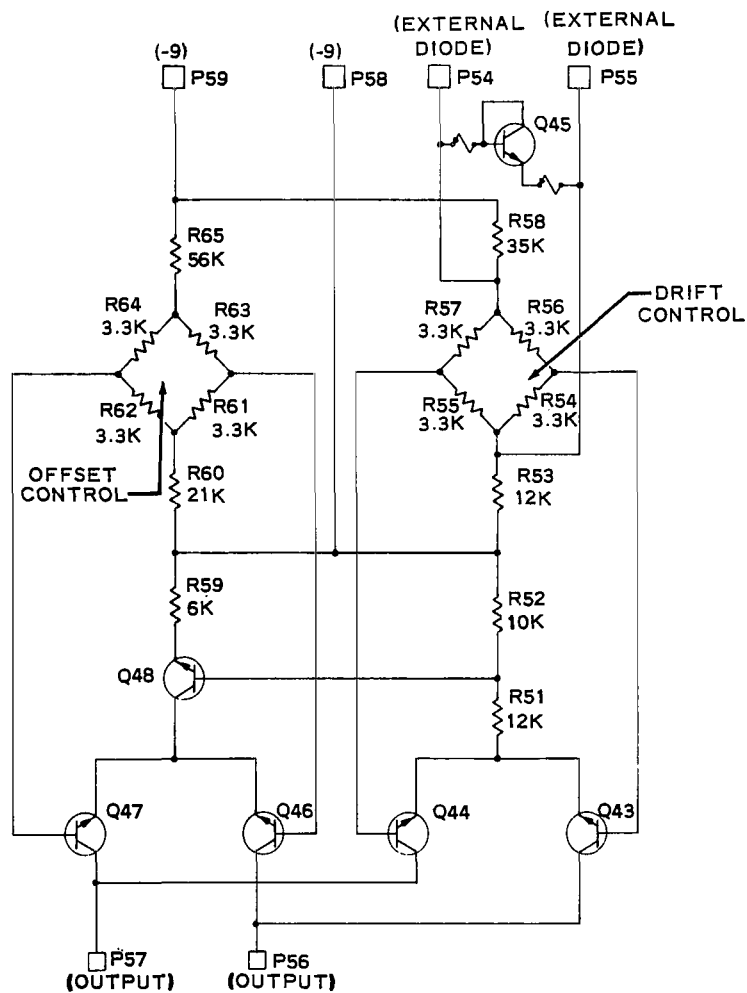 (EXTERNAL DIODE)
(EXTERNAL DIODE)
(-9)
(-9)
P59
P58
P54
P55
Q45
R65
56K
R58
35K
R64
3.3K
R63
3.3K
R57
3.3K
R56
3.3K
DRIFT
CONTROL
R62
3.3K
R61
3.3K
R55
3.3K
R54
3.3K
OFFSET
CONTROL
R60
21K
R53
12K
R59
6K
R52
10K
Q48
R51
12K
Q47
Q46
Q44
Q43
P57
(OUTPUT)
P56
(OUTPUT)